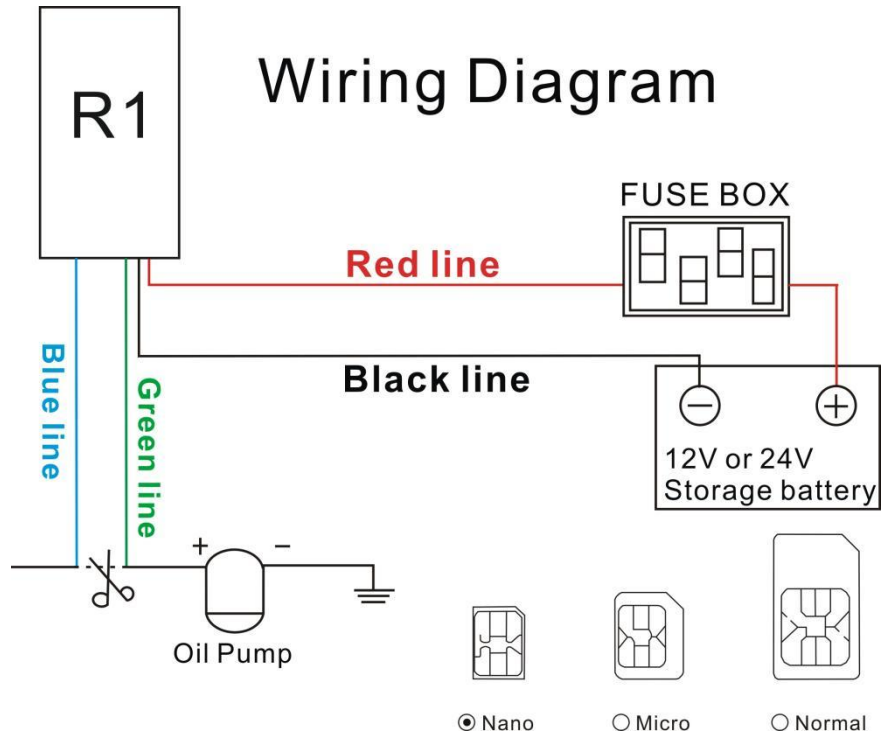 R1
Wiring Diagram
FUSE BOX
Red line
Black line
Blue line
Green line
12V or 24V
Storage battery
+ −
Oil Pump
Nano
Micro
Normal